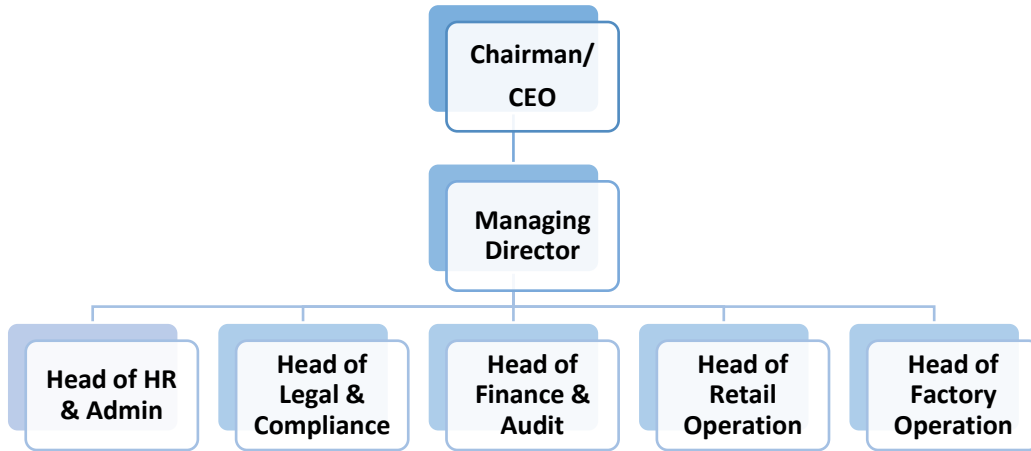 Chairman/
CEO
Managing
Director
Head of HR
& Admin
Head of
Legal &
Compliance
Head of
Finance &
Audit
Head of
Retail
Operation
Head of
Factory
Operation